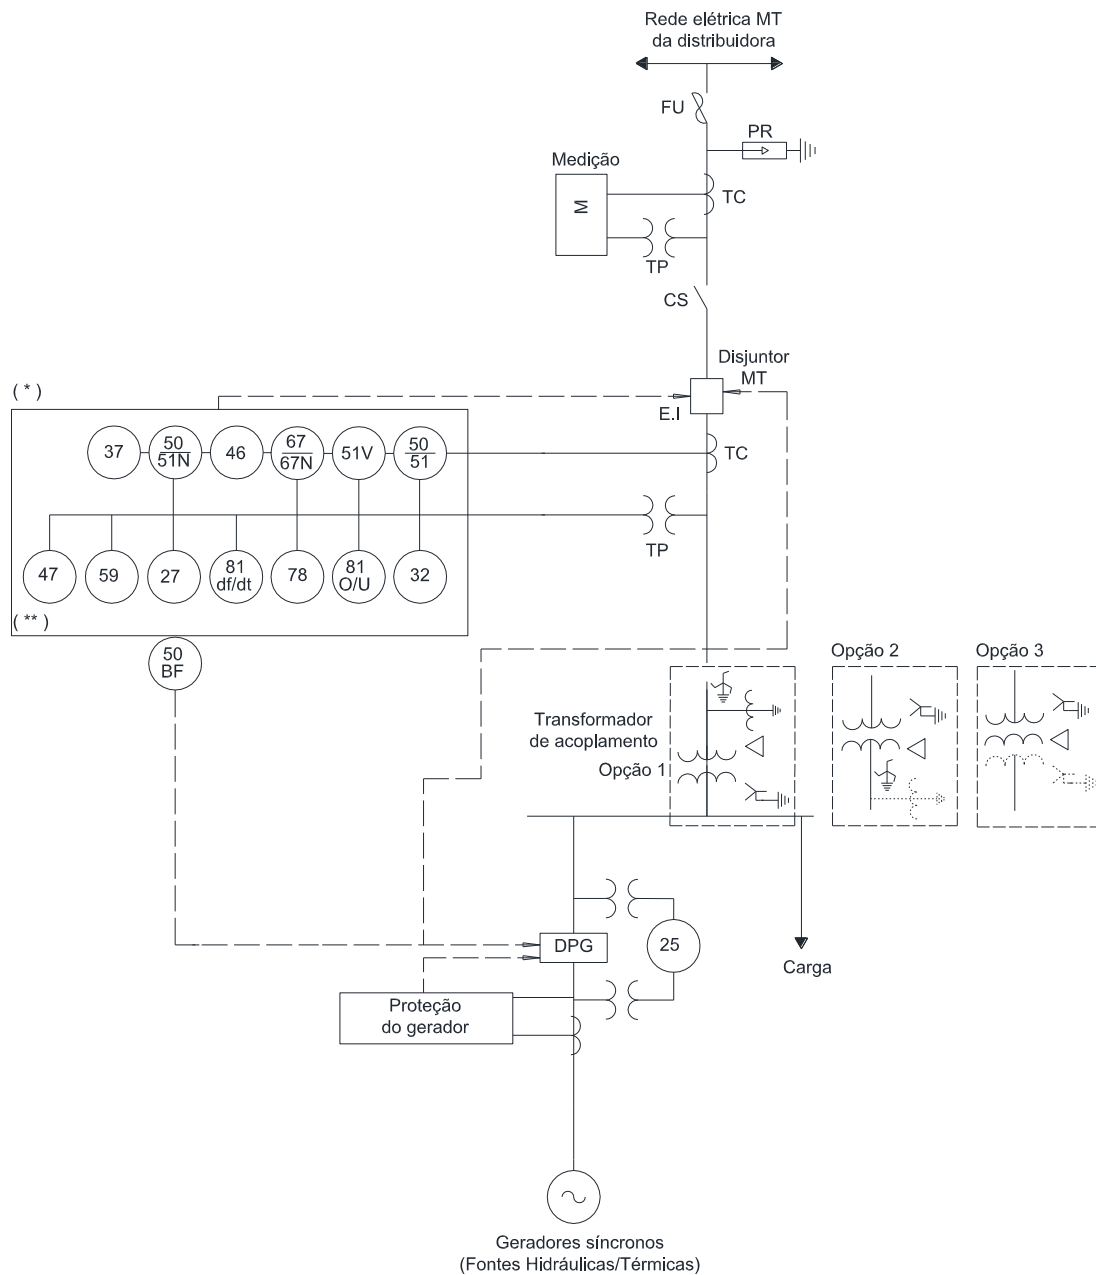 Rede elétrica MT
da distribuidora
FU
PR
Medição
M
TC
TP
CS
Disjuntor
MT
E.I
( * )
37
50
51N
46
67
67N
51V
50
51
TC
TP
47
59
27
81
df/dt
78
81
O/U
32
( ** )
50
BF
Transformador
de acoplamento
Opção 1
Opção 2
Opção 3
DPG
25
Carga
Proteção
do gerador
Geradores síncronos
(Fontes Hidráulicas/Térmicas)